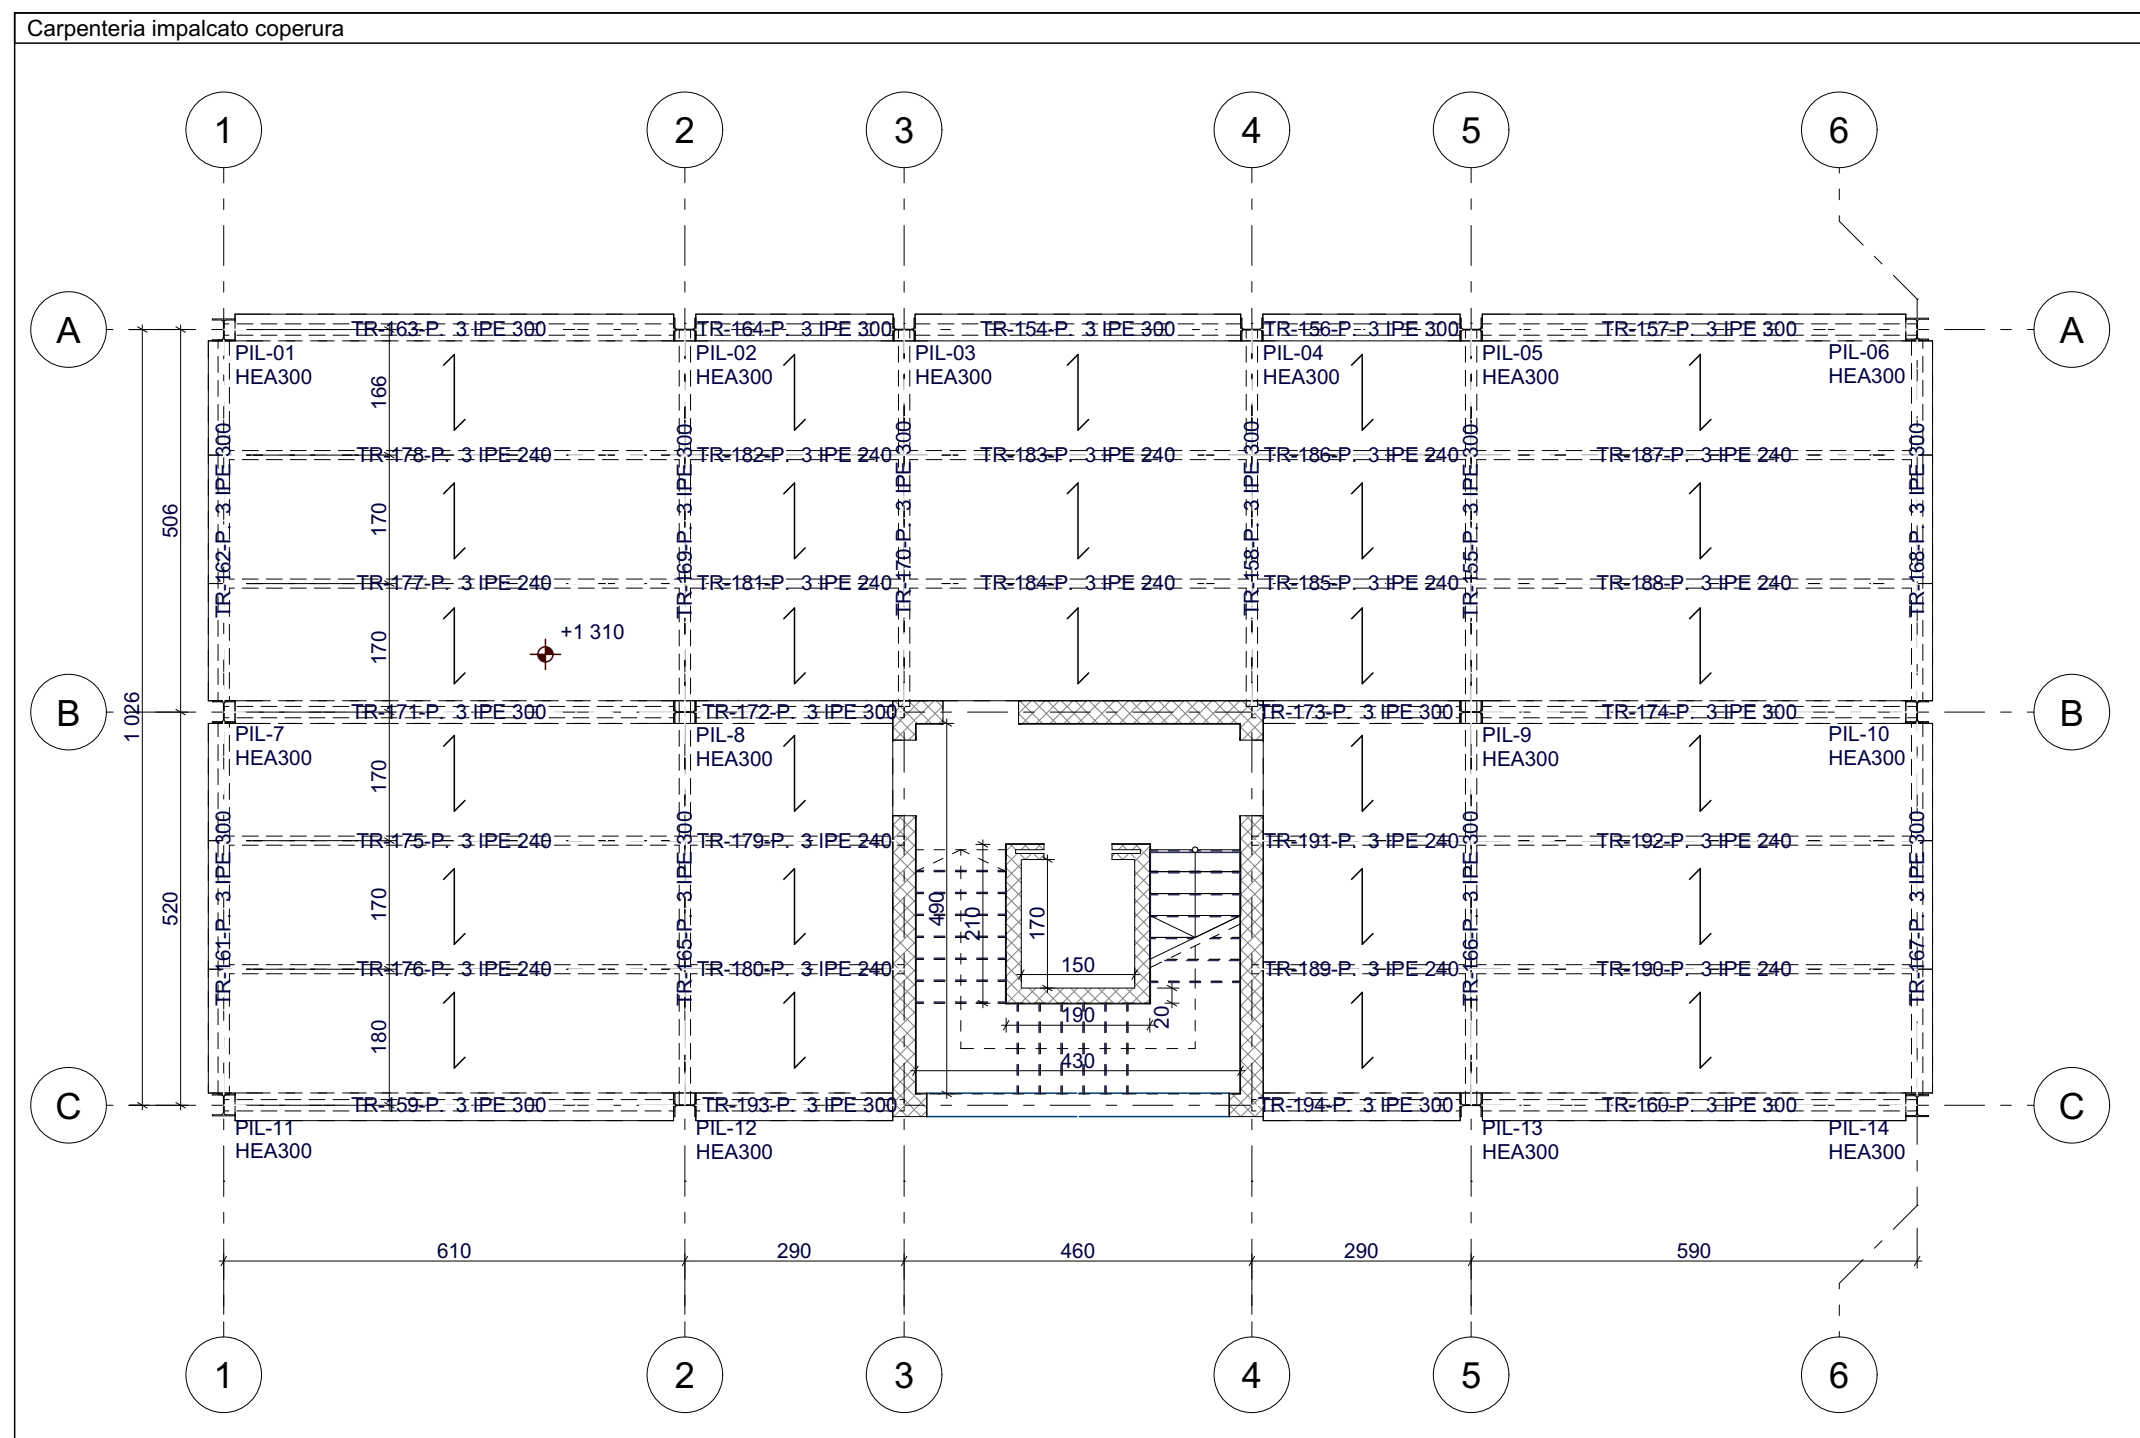 Carpenteria impalcato coperura
1 2 3 4 5 6
A TR-163-P. 3 IPE 300 TR-164-P. 3 IPE 300 TR-154-P. 3 IPE 300 TR-156-P. 3 IPE 300 TR-157-P. 3 IPE 300 A
PIL-01 PIL-02 PIL-03 PIL-04 PIL-05 PIL-06
HEA300 HEA300 HEA300 HEA300 HEA300 HEA300
166
TR-178-P. 3 IPE 240 TR-182-P. 3 IPE 240 TR-183-P. 3 IPE 240 TR-186-P. 3 IPE 240 TR-187-P. 3 IPE 240
506 170
TR-162-P. 3 IPE 300 TR-169-P. 3 IPE 300 TR-170-P. 3 IPE 300 TR-158-P. 3 IPE 300 TR-155-P. 3 IPE 300 TR-168-P. 3 IPE 300
TR-177-P. 3 IPE 240 TR-181-P. 3 IPE 240 TR-184-P. 3 IPE 240 TR-185-P. 3 IPE 240 TR-188-P. 3 IPE 240
170 +1 310
1 026
B TR-171-P. 3 IPE 300 TR-172-P. 3 IPE 300 TR-173-P. 3 IPE 300 TR-174-P. 3 IPE 300 B
PIL-7 PIL-8 PIL-9 PIL-10
HEA300 HEA300 HEA300 HEA300
170
TR-175-P. 3 IPE 240 TR-179-P. 3 IPE 240 TR-191-P. 3 IPE 240 TR-192-P. 3 IPE 240
520 170 490 210 170
TR-161-P. 3 IPE 300 TR-165-P. 3 IPE 300 TR-166-P. 3 IPE 300 TR-167-P. 3 IPE 300
TR-176-P. 3 IPE 240 TR-180-P. 3 IPE 240 150 TR-189-P. 3 IPE 240 TR-190-P. 3 IPE 240
190 20
180
430
C TR-159-P. 3 IPE 300 TR-193-P. 3 IPE 300 TR-194-P. 3 IPE 300 TR-160-P. 3 IPE 300 C
PIL-11 PIL-12 PIL-13 PIL-14
HEA300 HEA300 HEA300 HEA300
610 290 460 290 590
1 2 3 4 5 6